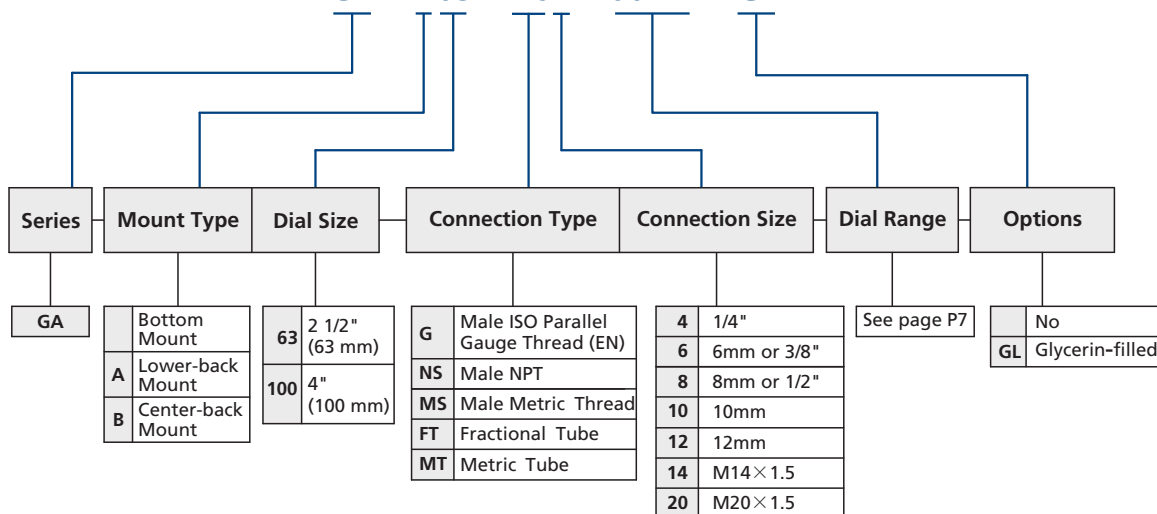 Series
Mount Type
Dial Size
Connection Type
Connection Size
Dial Range
Options
GA
Bottom
Mount
A Lower-back
Mount
B Center-back
Mount
63 2 1/2"
(63 mm)
100 4"
(100 mm)
G Male ISO Parallel
Gauge Thread (EN)
NS Male NPT
MS Male Metric Thread
FT Fractional Tube
MT Metric Tube
4 1/4"
6 6mm or 3/8"
8 8mm or 1/2"
10 10mm
12 12mm
14 M14×1.5
20 M20×1.5
See page P7
No
GL Glycerin-filled